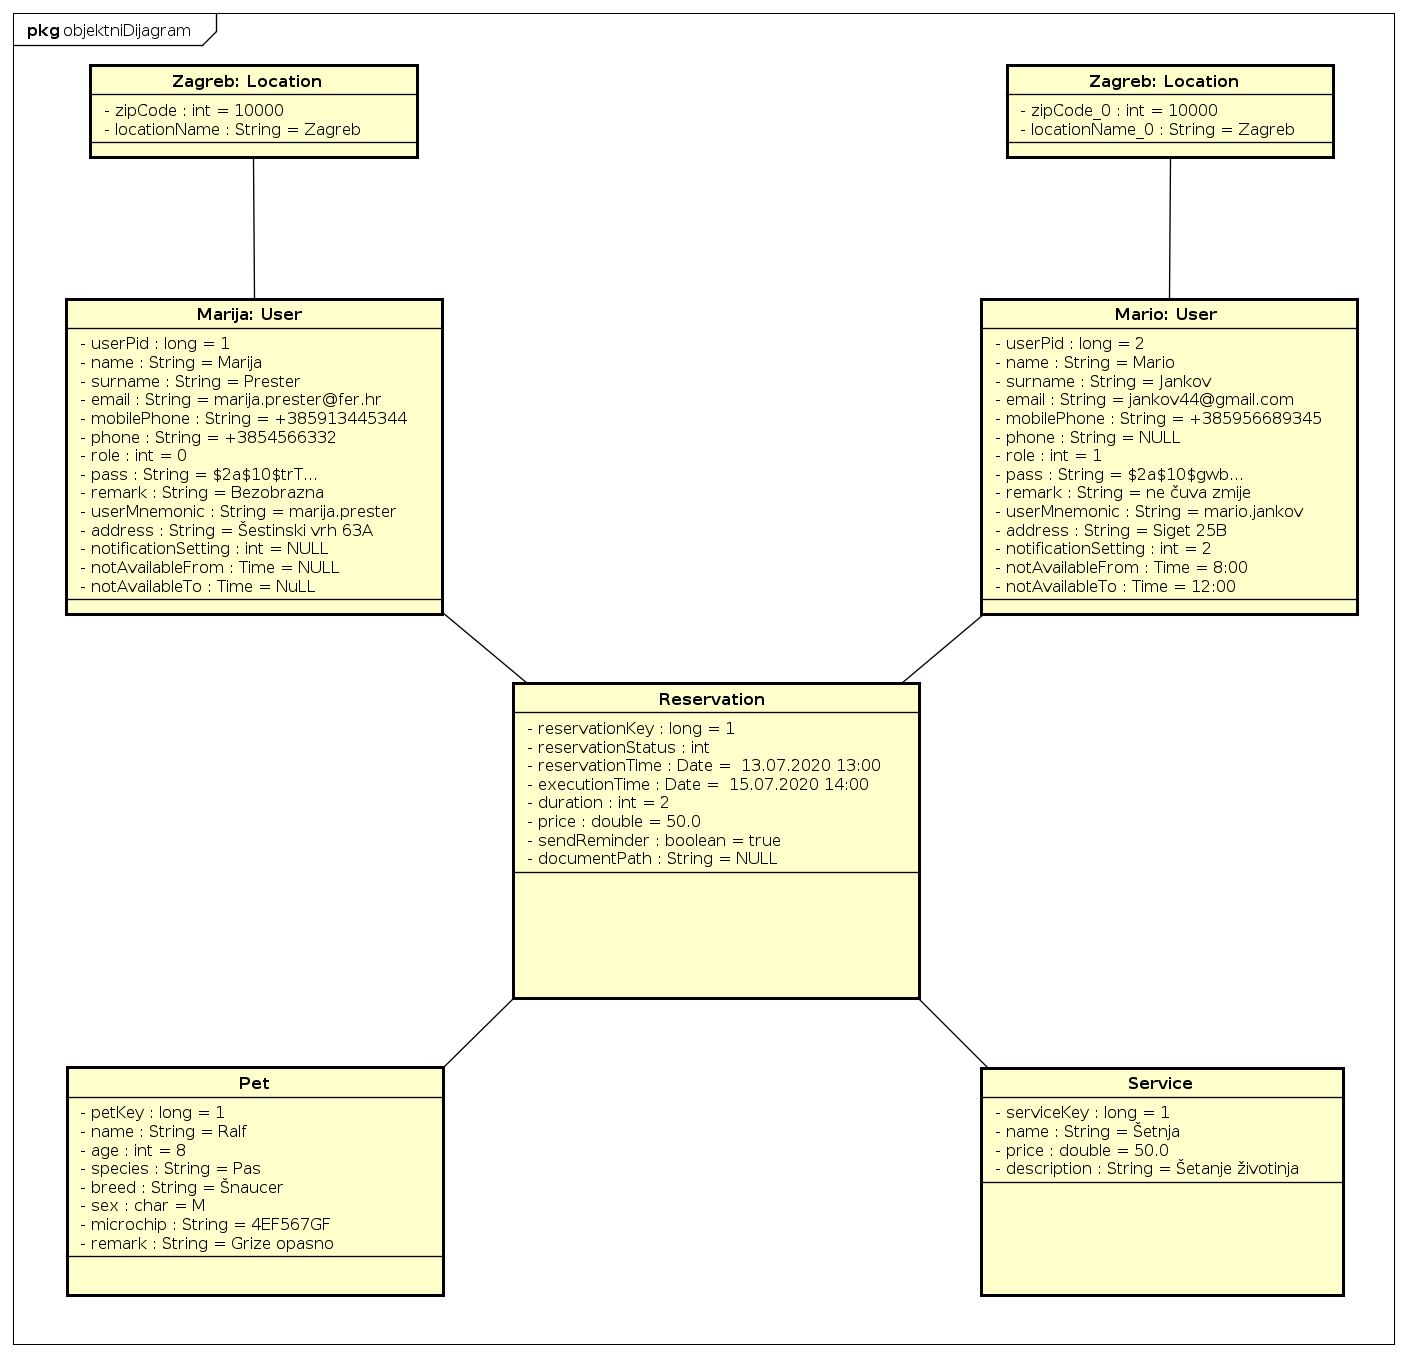 pkg objektniDijagram
Zagreb: Location
- zipCode : int = 10000
- locationName : String = Zagreb
Zagreb: Location
- zipCode_0 : int = 10000
- locationName_0 : String = Zagreb
Marija: User
- userPid : long = 1
- name : String = Marija
- surname : String = Prester
- email : String = marija.prester@fer.hr
- mobilePhone : String = +385913445344
- phone : String = +3854566332
- role : int = 0
- pass : String = $2a$10$trT...
- remark : String = Bezobrazna
- userMnemonic : String = marija.prester
- address : String = Šestinski vrh 63A
- notificationSetting : int = NULL
- notAvailableFrom : Time = NULL
- notAvailableTo : Time = NuLL
Mario: User
- userPid : long = 2
- name : String = Mario
- surname : String = Jankov
- email : String = jankov44@gmail.com
- mobilePhone : String = +385956689345
- phone : String = NULL
- role : int = 1
- pass : String = $2a$10$gwb...
- remark : String = ne čuva zmije
- userMnemonic : String = mario.jankov
- address : String = Siget 25B
- notificationSetting : int = 2
- notAvailableFrom : Time = 8:00
- notAvailableTo : Time = 12:00
Reservation
- reservationKey : long = 1
- reservationStatus : int
- reservationTime : Date =  13.07.2020 13:00
- executionTime : Date =  15.07.2020 14:00
- duration : int = 2
- price : double = 50.0
- sendReminder : boolean = true
- documentPath : String = NULL
Pet
- petKey : long = 1
- name : String = Ralf
- age : int = 8
- species : String = Pas
- breed : String = Šnaucer
- sex : char = M
- microchip : String = 4EF567GF
- remark : String = Grize opasno
Service
- serviceKey : long = 1
- name : String = Šetnja
- price : double = 50.0
- description : String = Šetanje životinja